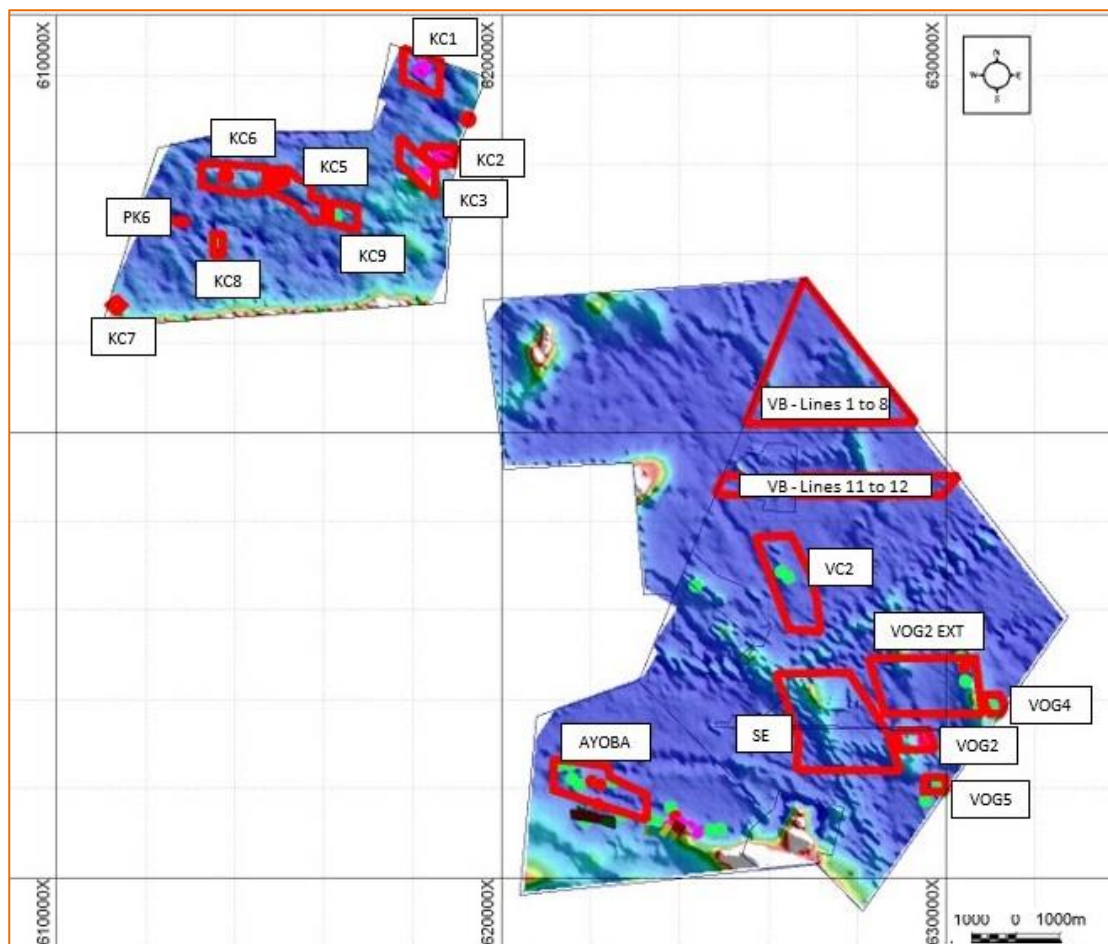 610000X
620000X
630000X
N
W
E
S
KC1
KC6
KC5
KC2
KC3
PK6
KC9
KC8
KC7
VB - Lines 1 to 8
VB - Lines 11 to 12
VC2
VOG2 EXT
VOG4
AYOBA
SE
VOG2
VOG5
610000X
620000X
630000X
1000 0 1000m